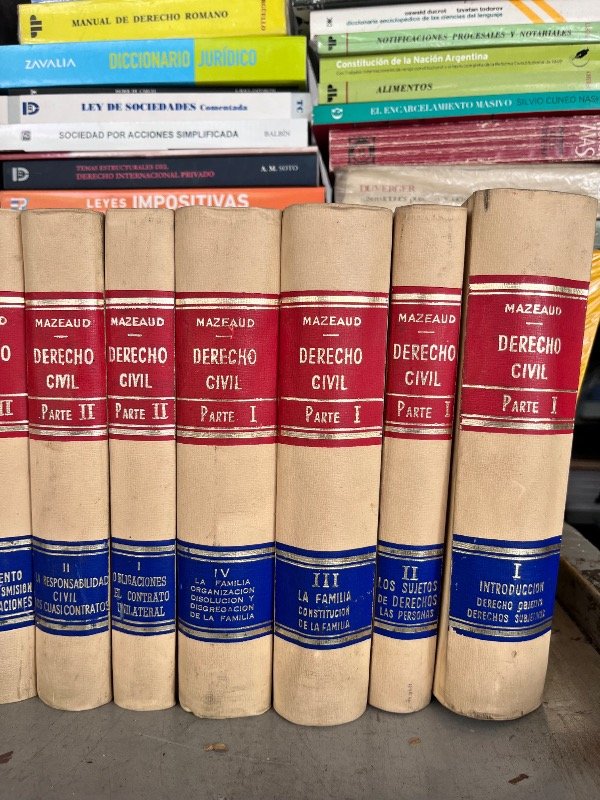 MANUAL DE DERECHO ROMANO
ZAVALIA
DICCIONARIO JURÍDICO
LEY DE SOCIEDADES Comentada
SOCIEDAD POR ACCIONES SIMPLIFICADA
BALBÍN
TEMAS ESTRUCTURALES DEL
DERECHO INTERNACIONAL PRIVADO
A. M. SOTO
LEYES IMPOSITIVAS
oswald ducrot
tzvetan todorov
diccionario enciclopédico de las ciencias del lenguaje
NOTIFICACIONES PROCESALES Y NOTARIALES
Constitución de la Nación Argentina
ALIMENTOS
EL ENCARCELAMIENTO MASIVO
SILVIO CUNEO NASH
DUVERGER
MAZEAUD
DERECHO
CIVIL
PARTE II
II
LA RESPONSABILIDAD
CIVIL
LOS CUASICONTRATOS
MAZEAUD
DERECHO
CIVIL
PARTE II
I
OBLIGACIONES
EL CONTRATO
UNILATERAL
MAZEAUD
DERECHO
CIVIL
PARTE I
IV
LA FAMILIA
ORGANIZACION
DISOLUCION Y
DISGREGACION
DE LA FAMILIA
MAZEAUD
DERECHO
CIVIL
PARTE I
III
LA FAMILIA
CONSTITUCION
DE LA FAMILIA
MAZEAUD
DERECHO
CIVIL
PARTE I
II
LOS SUJETOS
DE DERECHOS
LAS PERSONAS
MAZEAUD
DERECHO
CIVIL
PARTE I
I
INTRODUCCION
DERECHO OBJETIVO
DERECHOS SUBJETIVOS